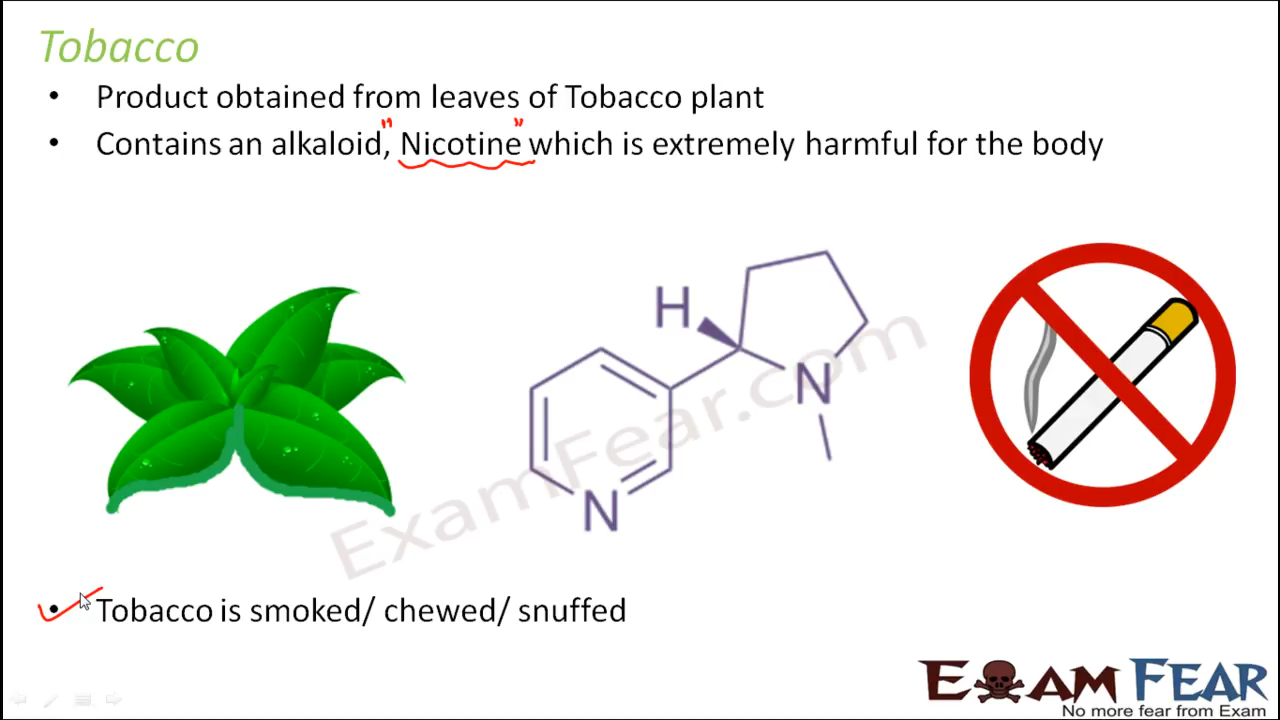 Tobacco
• Product obtained from leaves of Tobacco plant
• Contains an alkaloid, "Nicotine" which is extremely harmful for the body
H
N
N
ExamFear.com
• Tobacco is smoked/ chewed/ snuffed
EXAM FEAR
No more fear from Exam